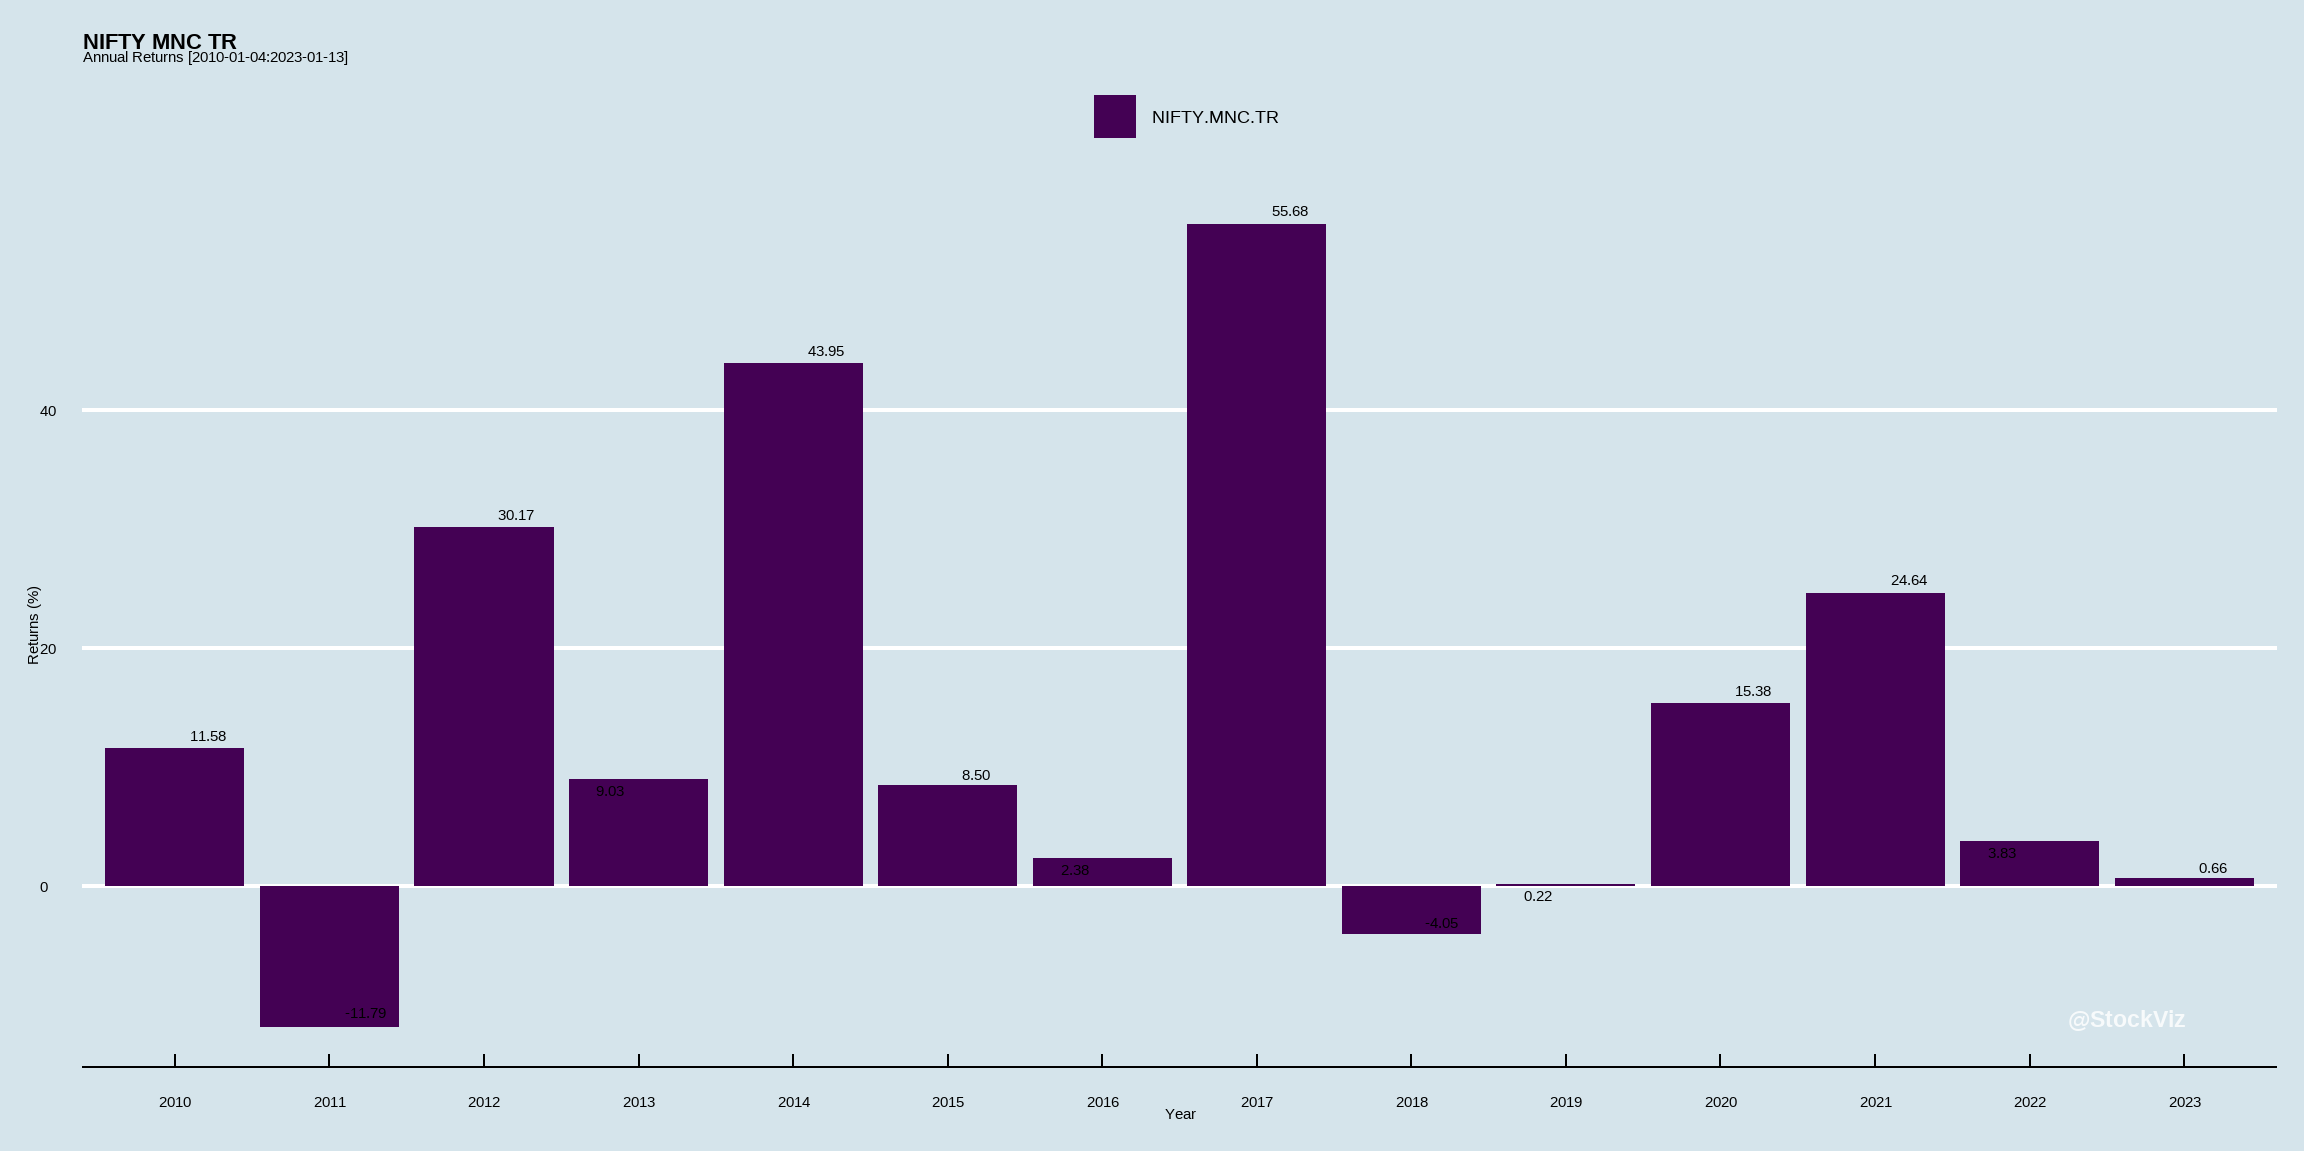 NIFTY MNC TR
Annual Returns [2010-01-04:2023-01-13]
NIFTY.MNC.TR
55.68
43.95
40
30.17
24.64
Returns (%)
20
15.38
11.58
8.50
9.03
3.83
0.66
2.38
0
0.22
-4.05
-11.79
@StockViz
2010 2011 2012 2013 2014 2015 2016 2017 2018 2019 2020 2021 2022 2023
Year